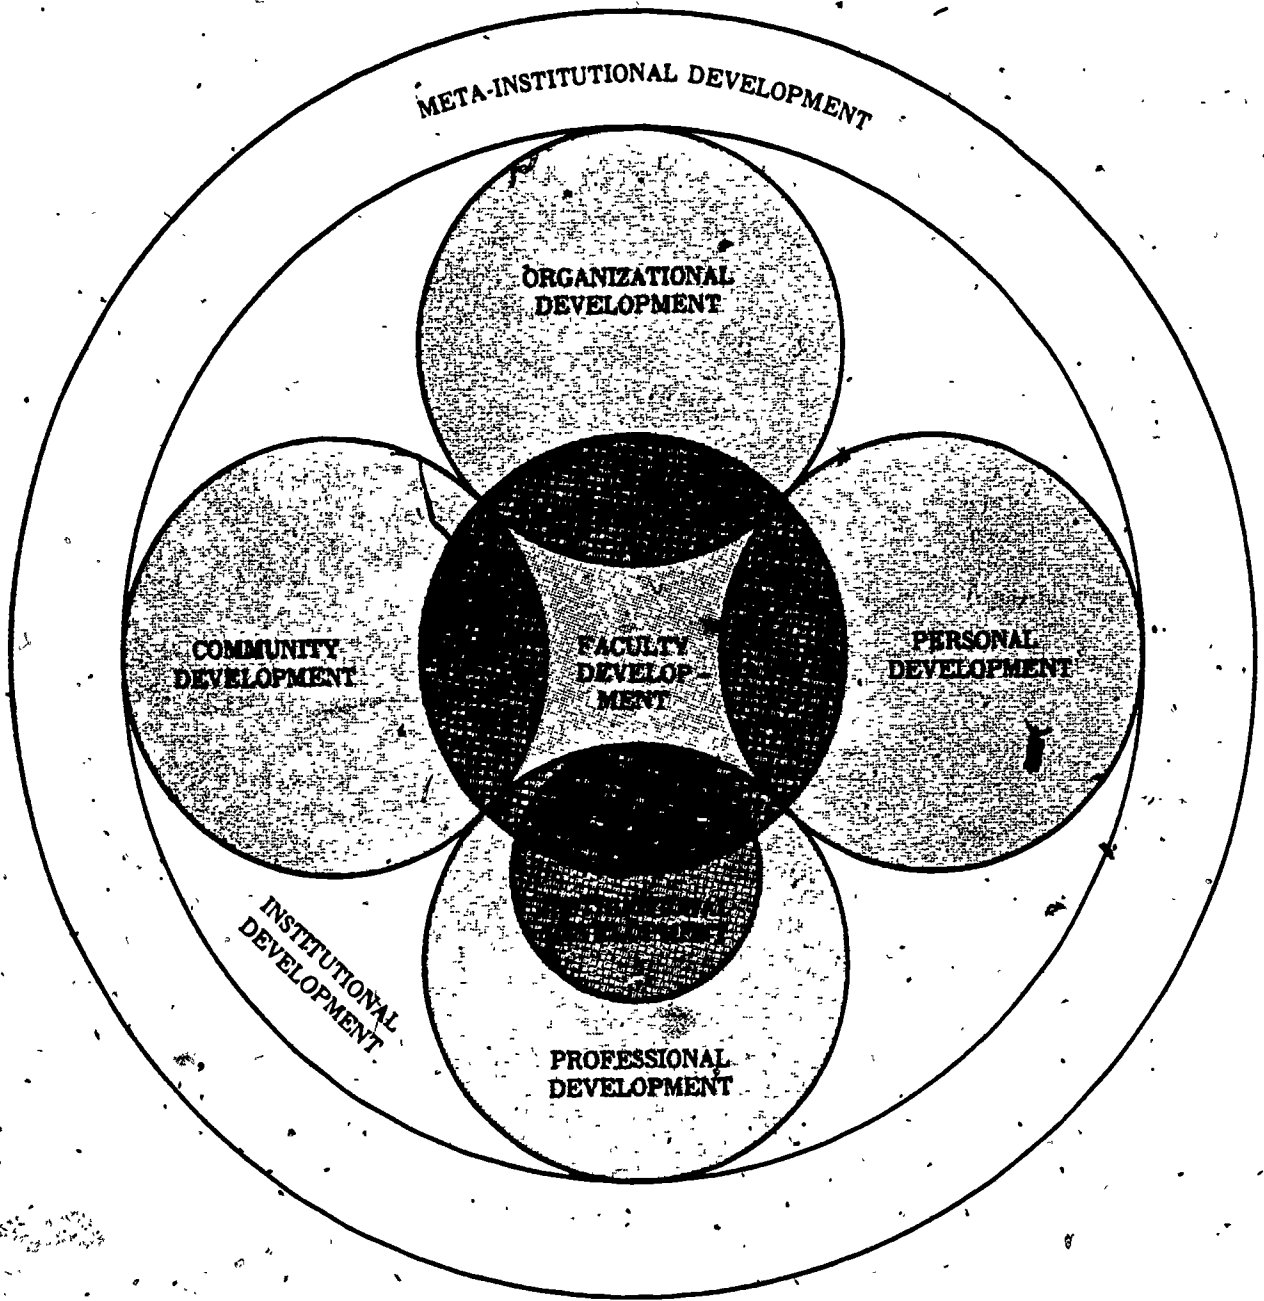 META-INSTITUTIONAL DEVELOPMENT
ORGANIZATIONAL
DEVELOPMENT
COMMUNITY
DEVELOPMENT
FACULTY
DEVELOP-
MENT
PERSONAL
DEVELOPMENT
INSTITUTIONAL
DEVELOPMENT
PROFESSIONAL
DEVELOPMENT